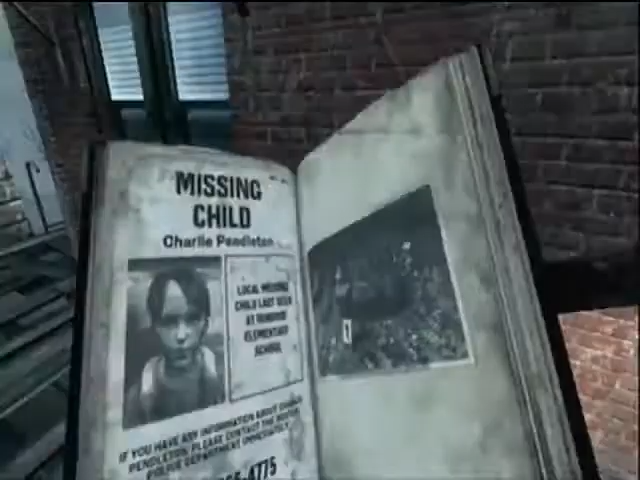 MISSING
CHILD
Charlie Pendleton
LOCAL MISSING
CHILD LAST SEEN
AT
ELEMENTARY
SCHOOL
IF YOU HAVE ANY INFORMATION ABOUT
PENDLETON PLEASE CONTACT THE
POLICE DEPARTMENT IMMEDIATELY
-4775